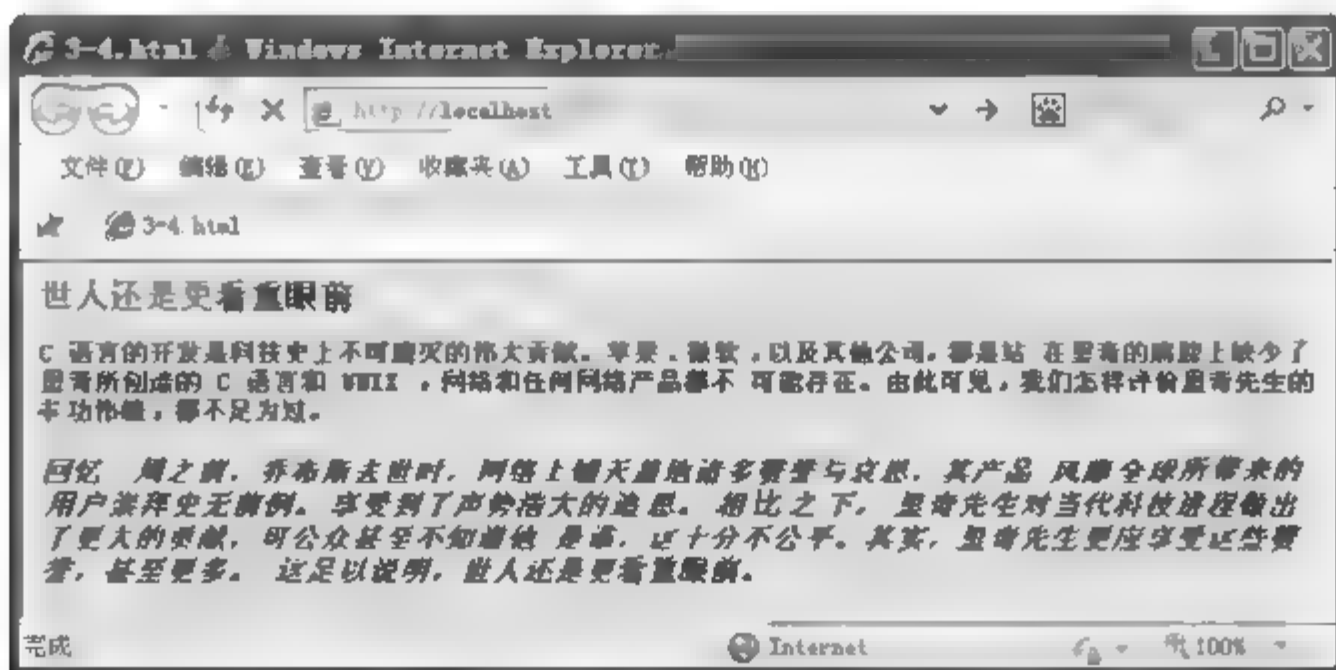 3-4.html - Windows Internet Explorer
http://localhost
文件(F) 编辑(E) 查看(V) 收藏夹(A) 工具(T) 帮助(H)
3-4.html
世人还是更看重眼前
C 语言的开发是科技史上不可磨灭的伟大贡献。苹果，微软，以及其他公司，都是站 在里奇的肩膀上缺少了
里奇所创造的 C 语言和 UNIX ，网络和任何网络产品都不 可能存在。由此可见，我们怎样评价里奇先生的
丰功伟绩，都不足为过。
回忆 周之前，乔布斯去世时，网络上铺天盖地诸多赞誉与哀思，其产品 风靡全球所带来的
用户崇拜史无前例。享受到了声势浩大的追思。相比之下，里奇先生对当代科技进程做出
了更大的贡献，可公众甚至不知道他 是谁，这十分不公平。其实，里奇先生更应享受这些赞
誉，甚至更多。 这足以说明，世人还是更看重眼前。
完成 Internet 100%